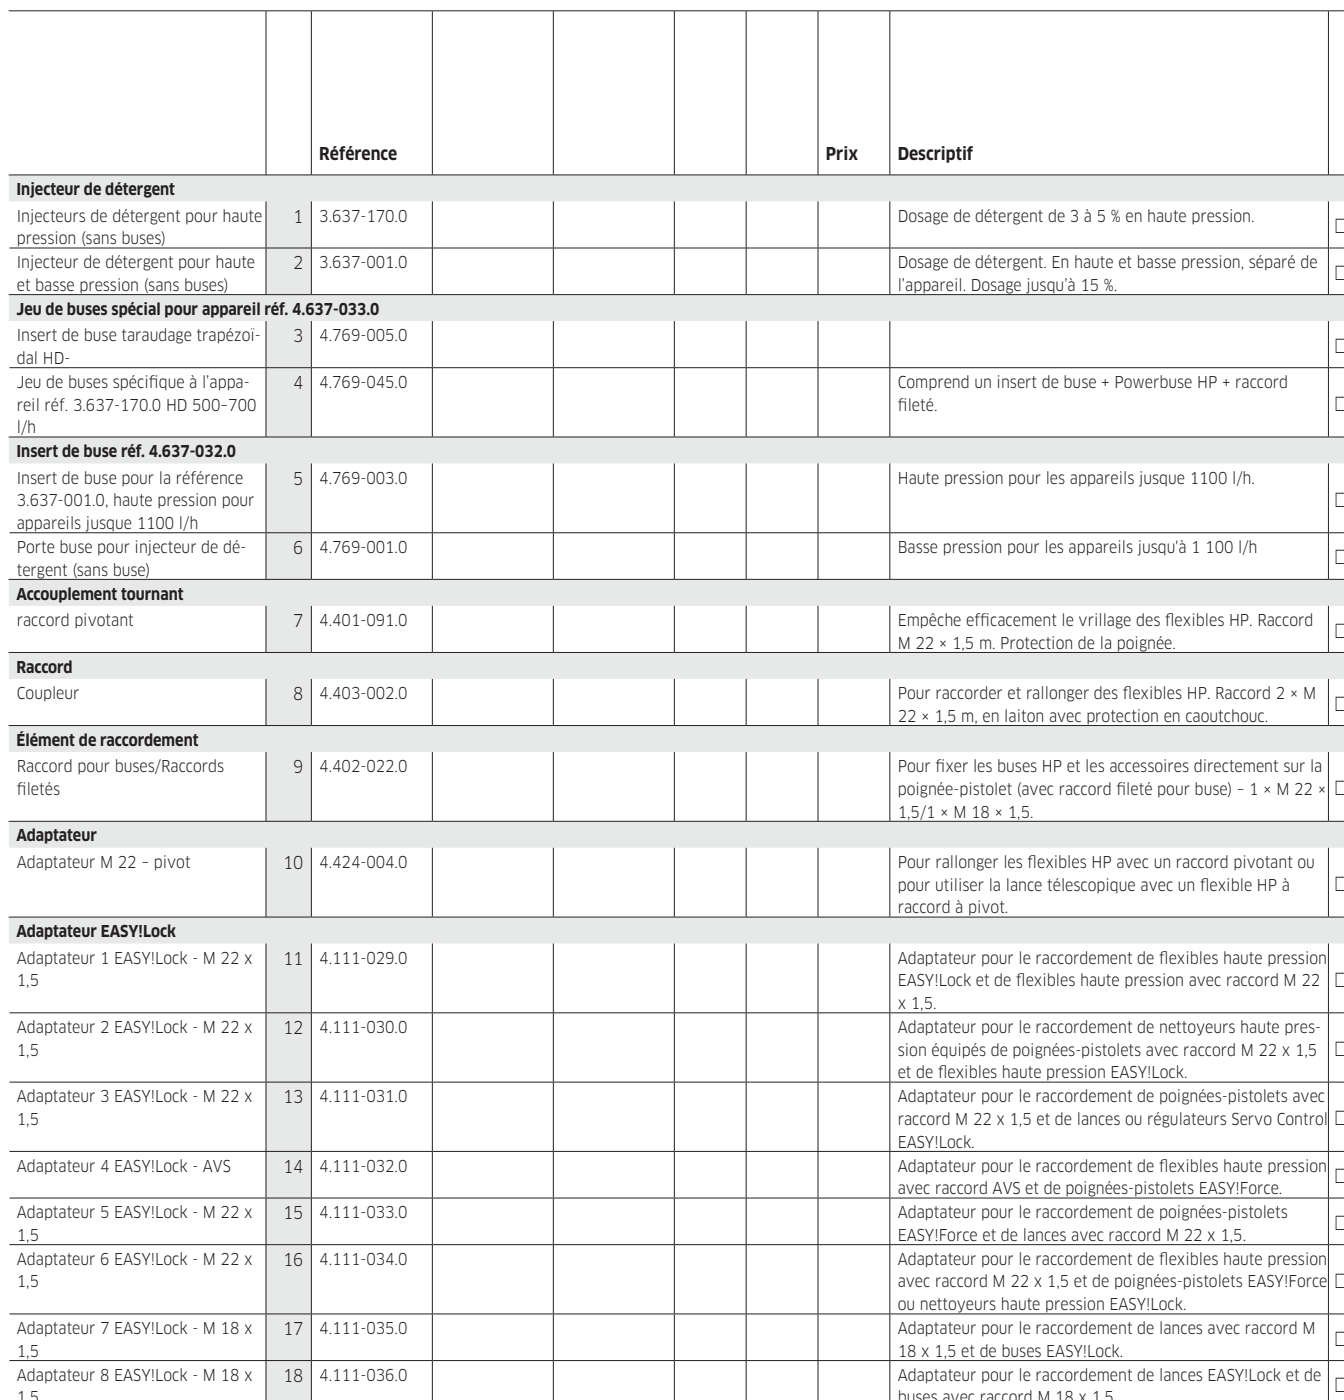 Référence Prix Descriptif
Injecteur de détergent
Injecteurs de détergent pour haute 1 3.637-170.0 Dosage de détergent de 3 à 5 % en haute pression.
pression (sans buses)
Injecteur de détergent pour haute 2 3.637-001.0 Dosage de détergent. En haute et basse pression, séparé de
et basse pression (sans buses) l'appareil. Dosage jusqu'à 15 %.
Jeu de buses spécial pour appareil réf. 4.637-033.0
Insert de buse taraudage trapézoï- 3 4.769-005.0
dal HD-
Jeu de buses spécifique à l'appa- 4 4.769-045.0 Comprend un insert de buse + Powerbuse HP + raccord
reil réf. 3.637-170.0 HD 500–700 fileté.
l/h
Insert de buse réf. 4.637-032.0
Insert de buse pour la référence 5 4.769-003.0 Haute pression pour les appareils jusque 1100 l/h.
3.637-001.0, haute pression pour
appareils jusque 1100 l/h
Porte buse pour injecteur de dé- 6 4.769-001.0 Basse pression pour les appareils jusqu'à 1 100 l/h
tergent (sans buse)
Accouplement tournant
raccord pivotant 7 4.401-091.0 Empêche efficacement le vrillage des flexibles HP. Raccord
M 22 × 1,5 m. Protection de la poignée.
Raccord
Coupleur 8 4.403-002.0 Pour raccorder et rallonger des flexibles HP. Raccord 2 × M
22 × 1,5 m, en laiton avec protection en caoutchouc.
Élément de raccordement
Raccord pour buses/Raccords 9 4.402-022.0 Pour fixer les buses HP et les accessoires directement sur la
filetés poignée-pistolet (avec raccord fileté pour buse) – 1 × M 22 ×
1,5/1 × M 18 × 1,5.
Adaptateur
Adaptateur M 22 – pivot 10 4.424-004.0 Pour rallonger les flexibles HP avec un raccord pivotant ou
pour utiliser la lance télescopique avec un flexible HP à
raccord à pivot.
Adaptateur EASY!Lock
Adaptateur 1 EASY!Lock - M 22 x 11 4.111-029.0 Adaptateur pour le raccordement de flexibles haute pression
1,5 EASY!Lock et de flexibles haute pression avec raccord M 22
x 1,5.
Adaptateur 2 EASY!Lock - M 22 x 12 4.111-030.0 Adaptateur pour le raccordement de nettoyeurs haute pres-
1,5 sion équipés de poignées-pistolets avec raccord M 22 x 1,5
et de flexibles haute pression EASY!Lock.
Adaptateur 3 EASY!Lock - M 22 x 13 4.111-031.0 Adaptateur pour le raccordement de poignées-pistolets avec
1,5 raccord M 22 x 1,5 et de lances ou régulateurs Servo Control
EASY!Lock.
Adaptateur 4 EASY!Lock - AVS 14 4.111-032.0 Adaptateur pour le raccordement de flexibles haute pression
avec raccord AVS et de poignées-pistolets EASY!Force.
Adaptateur 5 EASY!Lock - M 22 x 15 4.111-033.0 Adaptateur pour le raccordement de poignées-pistolets
1,5 EASY!Force et de lances avec raccord M 22 x 1,5.
Adaptateur 6 EASY!Lock - M 22 x 16 4.111-034.0 Adaptateur pour le raccordement de flexibles haute pression
1,5 avec raccord M 22 x 1,5 et de poignées-pistolets EASY!Force
ou nettoyeurs haute pression EASY!Lock.
Adaptateur 7 EASY!Lock - M 18 x 17 4.111-035.0 Adaptateur pour le raccordement de lances avec raccord M
1,5 18 x 1,5 et de buses EASY!Lock.
Adaptateur 8 EASY!Lock - M 18 x 18 4.111-036.0 Adaptateur pour le raccordement de lances EASY!Lock et de
1,5 buses avec raccord M 18 x 1,5